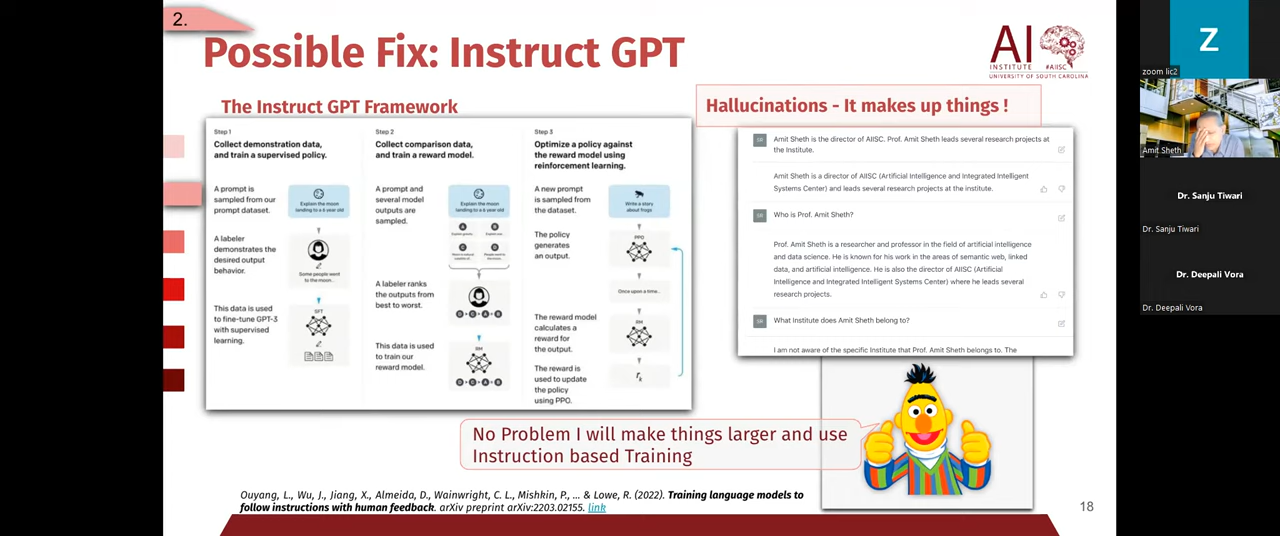 2.
Possible Fix: Instruct GPT
AI
INSTITUTE #AIISC
UNIVERSITY OF SOUTH CAROLINA
The Instruct GPT Framework
Step 1
Collect demonstration data,
and train a supervised policy.
A prompt is
sampled from our
prompt dataset.
Explain the moon
landing to a 6 year old
A labeler
demonstrates the
desired output
behavior.
Some people went
to the moon...
This data is used
to fine-tune GPT-3
with supervised
learning.
SFT
Step 2
Collect comparison data,
and train a reward model.
A prompt and
several model
outputs are
sampled.
Explain the moon
landing to a 6 year old
A B
C D
A labeler ranks
the outputs from
best to worst.
D > C > A > B
This data is used
to train our
reward model.
RM
D > C > A > B
Step 3
Optimize a policy against
the reward model using
reinforcement learning.
A new prompt
is sampled from
the dataset.
Write a story
about frogs
The policy
generates
an output.
PPO
Once upon a time...
The reward model
calculates a
reward for
the output.
RM
The reward is
used to update
the policy
using PPO.
rk
Hallucinations - It makes up things !
SR Amit Sheth is the director of AIISC. Prof. Amit Sheth leads several research projects at
the Institute.
Amit Sheth is a director of AIISC (Artificial Intelligence and Integrated Intelligent
Systems Center) and leads several research projects at the institute.
SR Who is Prof. Amit Sheth?
Prof. Amit Sheth is a researcher and professor in the field of artificial intelligence
and data science. He is known for his work in the areas of semantic web, linked
data, and artificial intelligence. He is also the director of AIISC (Artificial
Intelligence and Integrated Intelligent Systems Center) where he leads several
research projects.
SR What Institute does Amit Sheth belong to?
I am not aware of the specific Institute that Prof. Amit Sheth belongs to. The
No Problem I will make things larger and use
Instruction based Training
Ouyang, L., Wu, J., Jiang, X., Almeida, D., Wainwright, C. L., Mishkin, P., ... & Lowe, R. (2022). Training language models to
follow instructions with human feedback. arXiv preprint arXiv:2203.02155. link
18
Z
zoom lic2
Amit Sheth
Dr. Sanju Tiwari
Dr. Sanju Tiwari
Dr. Deepali Vora
Dr. Deepali Vora